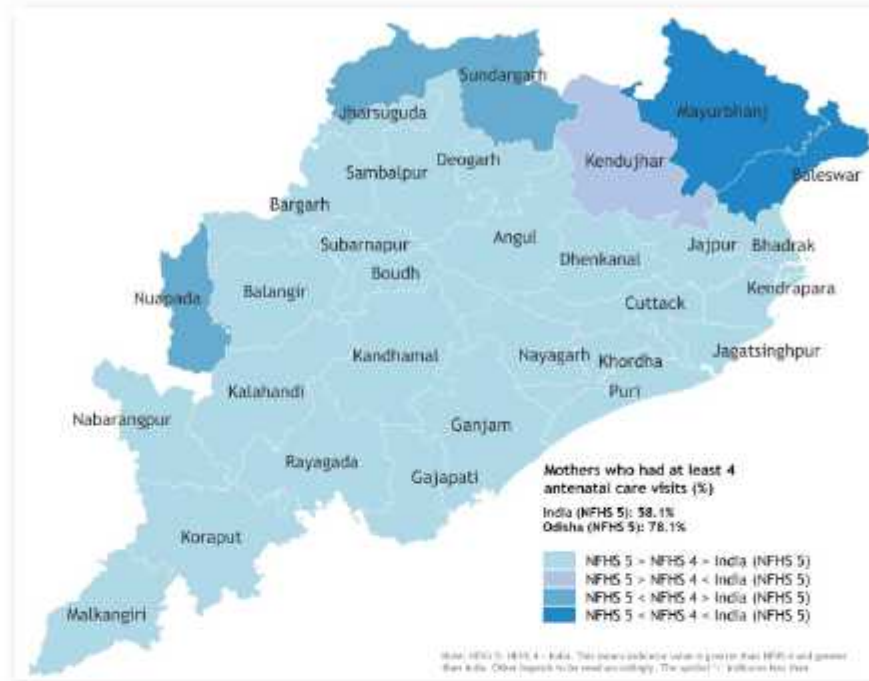 Sundargarh
Jharsuguda
Mayurbhanj
Deogarh
Kendujhar
Sambalpur
Baleswar
Bargarh
Subarnapur
Angul
Jajpur
Bhadrak
Dhenkanal
Boudh
Nuapada
Balangir
Kendrapara
Cuttack
Kandhamal
Nayagarh
Khordha
Jagatsinghpur
Kalahandi
Puri
Nabarangpur
Ganjam
Rayagada
Gajapati
Koraput
Malkangiri
Mothers who had at least 4
antenatal care visits (%)
India (NFHS 5): 58.1%
Odisha (NFHS 5): 78.1%
NFHS 5 > NFHS 4 > India (NFHS 5)
NFHS 5 > NFHS 4 < India (NFHS 5)
NFHS 5 < NFHS 4 > India (NFHS 5)
NFHS 5 < NFHS 4 < India (NFHS 5)